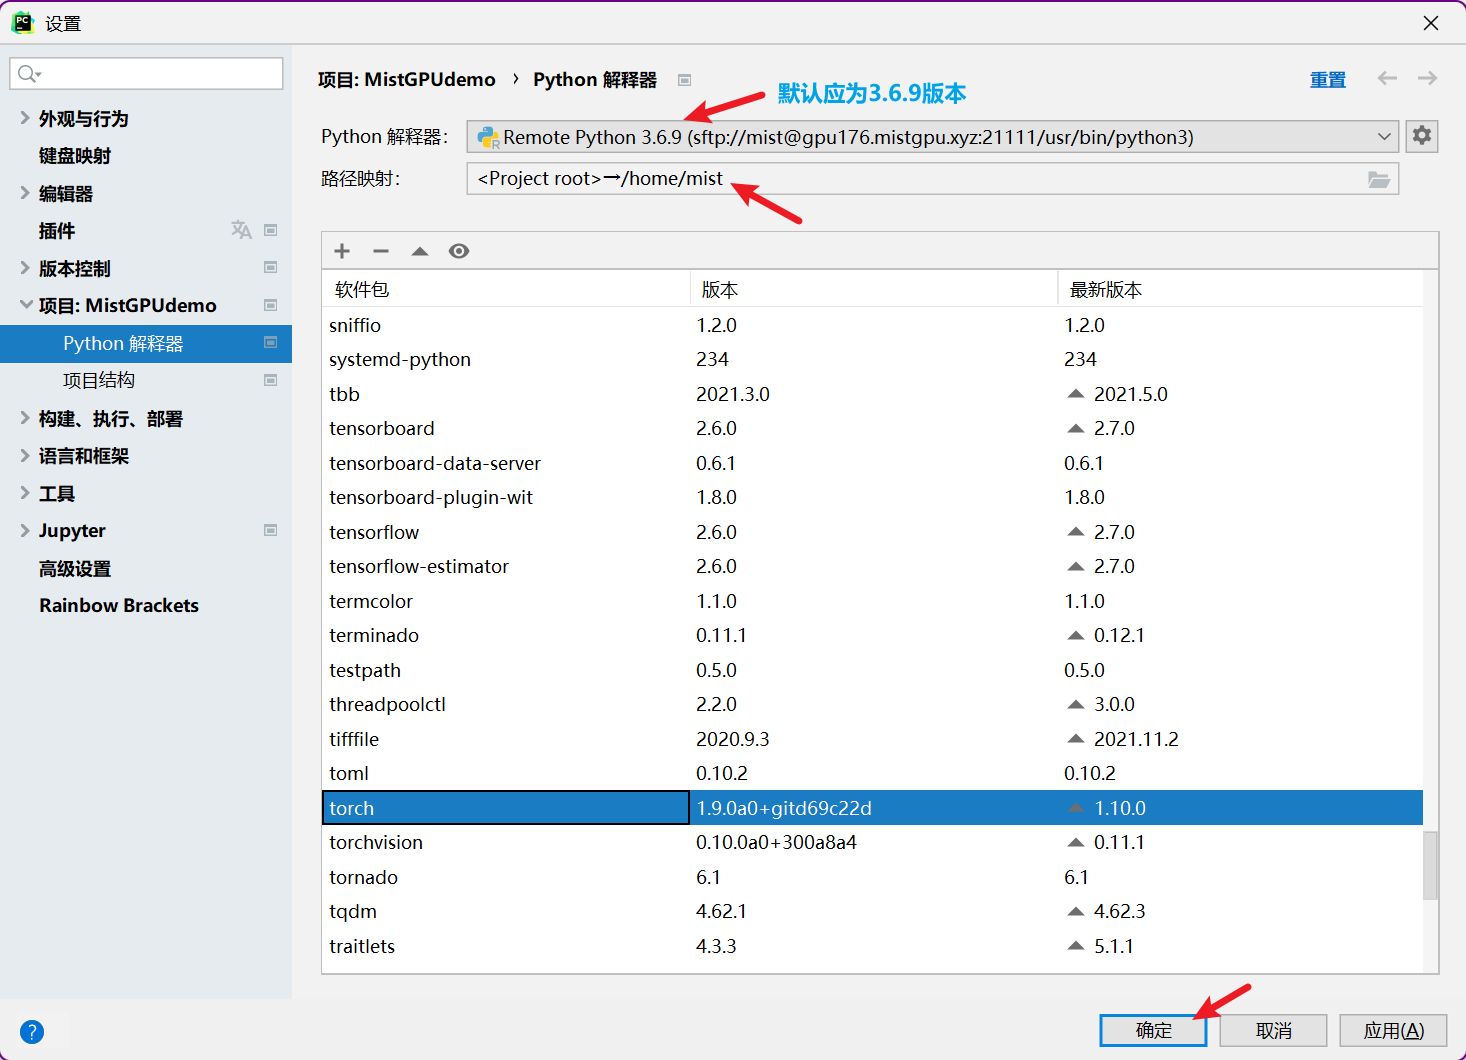 设置
项目: MistGPUdemo › Python 解释器
重置
默认应为3.6.9版本
Python 解释器:
Remote Python 3.6.9 (sftp://mist@gpu176.mistgpu.xyz:21111/usr/bin/python3)
路径映射:
<Project root>→/home/mist
外观与行为
键盘映射
编辑器
插件
版本控制
项目: MistGPUdemo
Python 解释器
项目结构
构建、执行、部署
语言和框架
工具
Jupyter
高级设置
Rainbow Brackets
软件包 版本 最新版本
sniffio 1.2.0 1.2.0
systemd-python 234 234
tbb 2021.3.0 2021.5.0
tensorboard 2.6.0 2.7.0
tensorboard-data-server 0.6.1 0.6.1
tensorboard-plugin-wit 1.8.0 1.8.0
tensorflow 2.6.0 2.7.0
tensorflow-estimator 2.6.0 2.7.0
termcolor 1.1.0 1.1.0
terminado 0.11.1 0.12.1
testpath 0.5.0 0.5.0
threadpoolctl 2.2.0 3.0.0
tifffile 2020.9.3 2021.11.2
toml 0.10.2 0.10.2
torch 1.9.0a0+gitd69c22d 1.10.0
torchvision 0.10.0a0+300a8a4 0.11.1
tornado 6.1 6.1
tqdm 4.62.1 4.62.3
traitlets 4.3.3 5.1.1
确定 取消 应用(A)